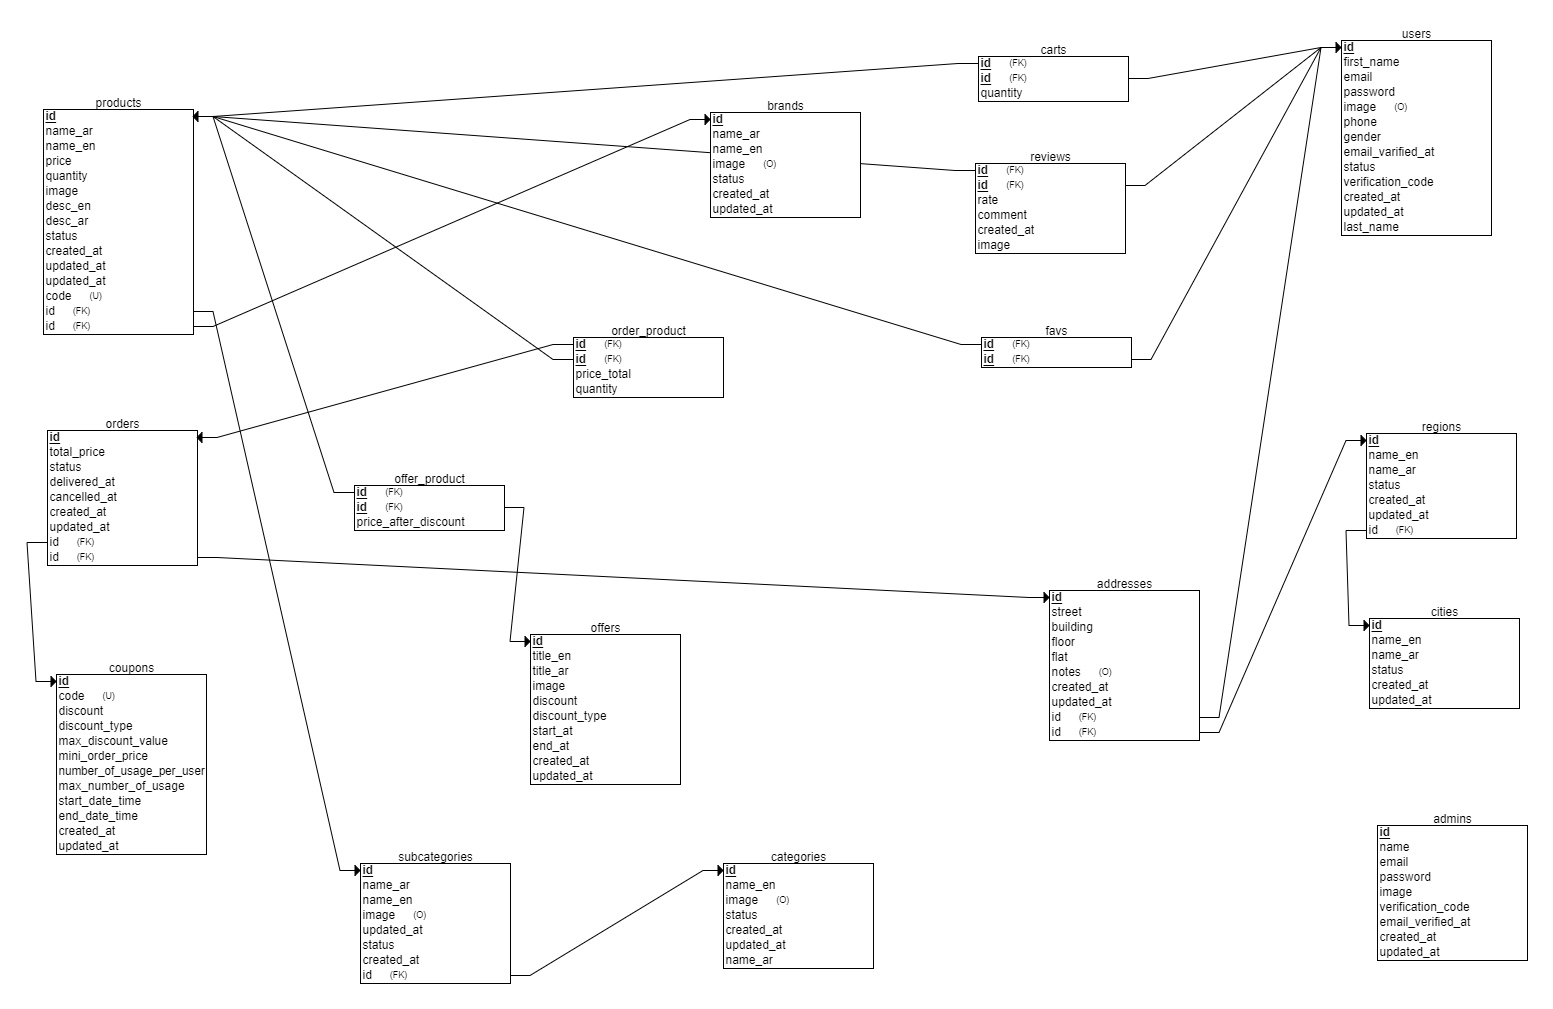 products
id
name_ar
name_en
price
quantity
image
desc_en
desc_ar
status
created_at
updated_at
updated_at
code (U)
id (FK)
id (FK)
carts
id (FK)
id (FK)
quantity
users
id
first_name
email
password
image (O)
phone
gender
email_varified_at
status
verification_code
created_at
updated_at
last_name
brands
id
name_ar
name_en
image (O)
status
created_at
updated_at
reviews
id (FK)
id (FK)
rate
comment
created_at
image
order_product
id (FK)
id (FK)
price_total
quantity
favs
id (FK)
id (FK)
orders
id
total_price
status
delivered_at
cancelled_at
created_at
updated_at
id (FK)
id (FK)
offer_product
id (FK)
id (FK)
price_after_discount
regions
id
name_en
name_ar
status
created_at
updated_at
id (FK)
addresses
id
street
building
floor
flat
notes (O)
created_at
updated_at
id (FK)
id (FK)
cities
id
name_en
name_ar
status
created_at
updated_at
offers
id
title_en
title_ar
image
discount
discount_type
start_at
end_at
created_at
updated_at
coupons
id
code (U)
discount
discount_type
max_discount_value
mini_order_price
number_of_usage_per_user
max_number_of_usage
start_date_time
end_date_time
created_at
updated_at
subcategories
id
name_ar
name_en
image (O)
updated_at
status
created_at
id (FK)
categories
id
name_en
image (O)
status
created_at
updated_at
name_ar
admins
id
name
email
password
image
verification_code
email_verified_at
created_at
updated_at